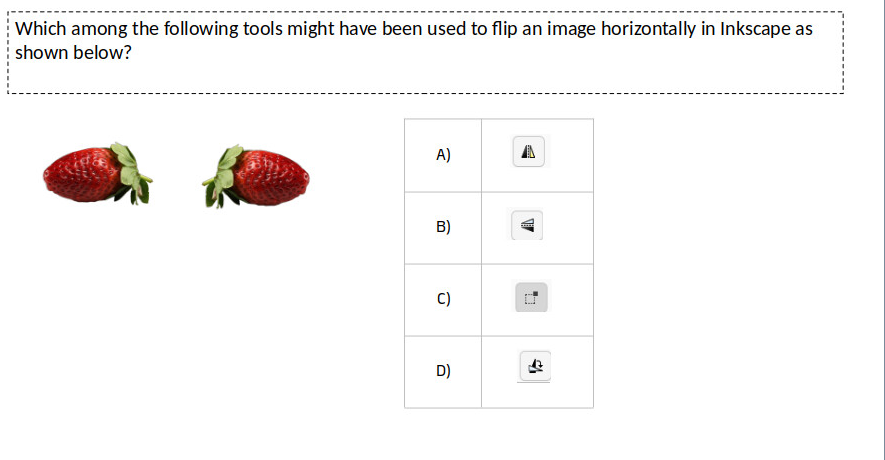 Which among the following tools might have been used to flip an image horizontally in Inkscape as
shown below?
A)
B)
C)
D)